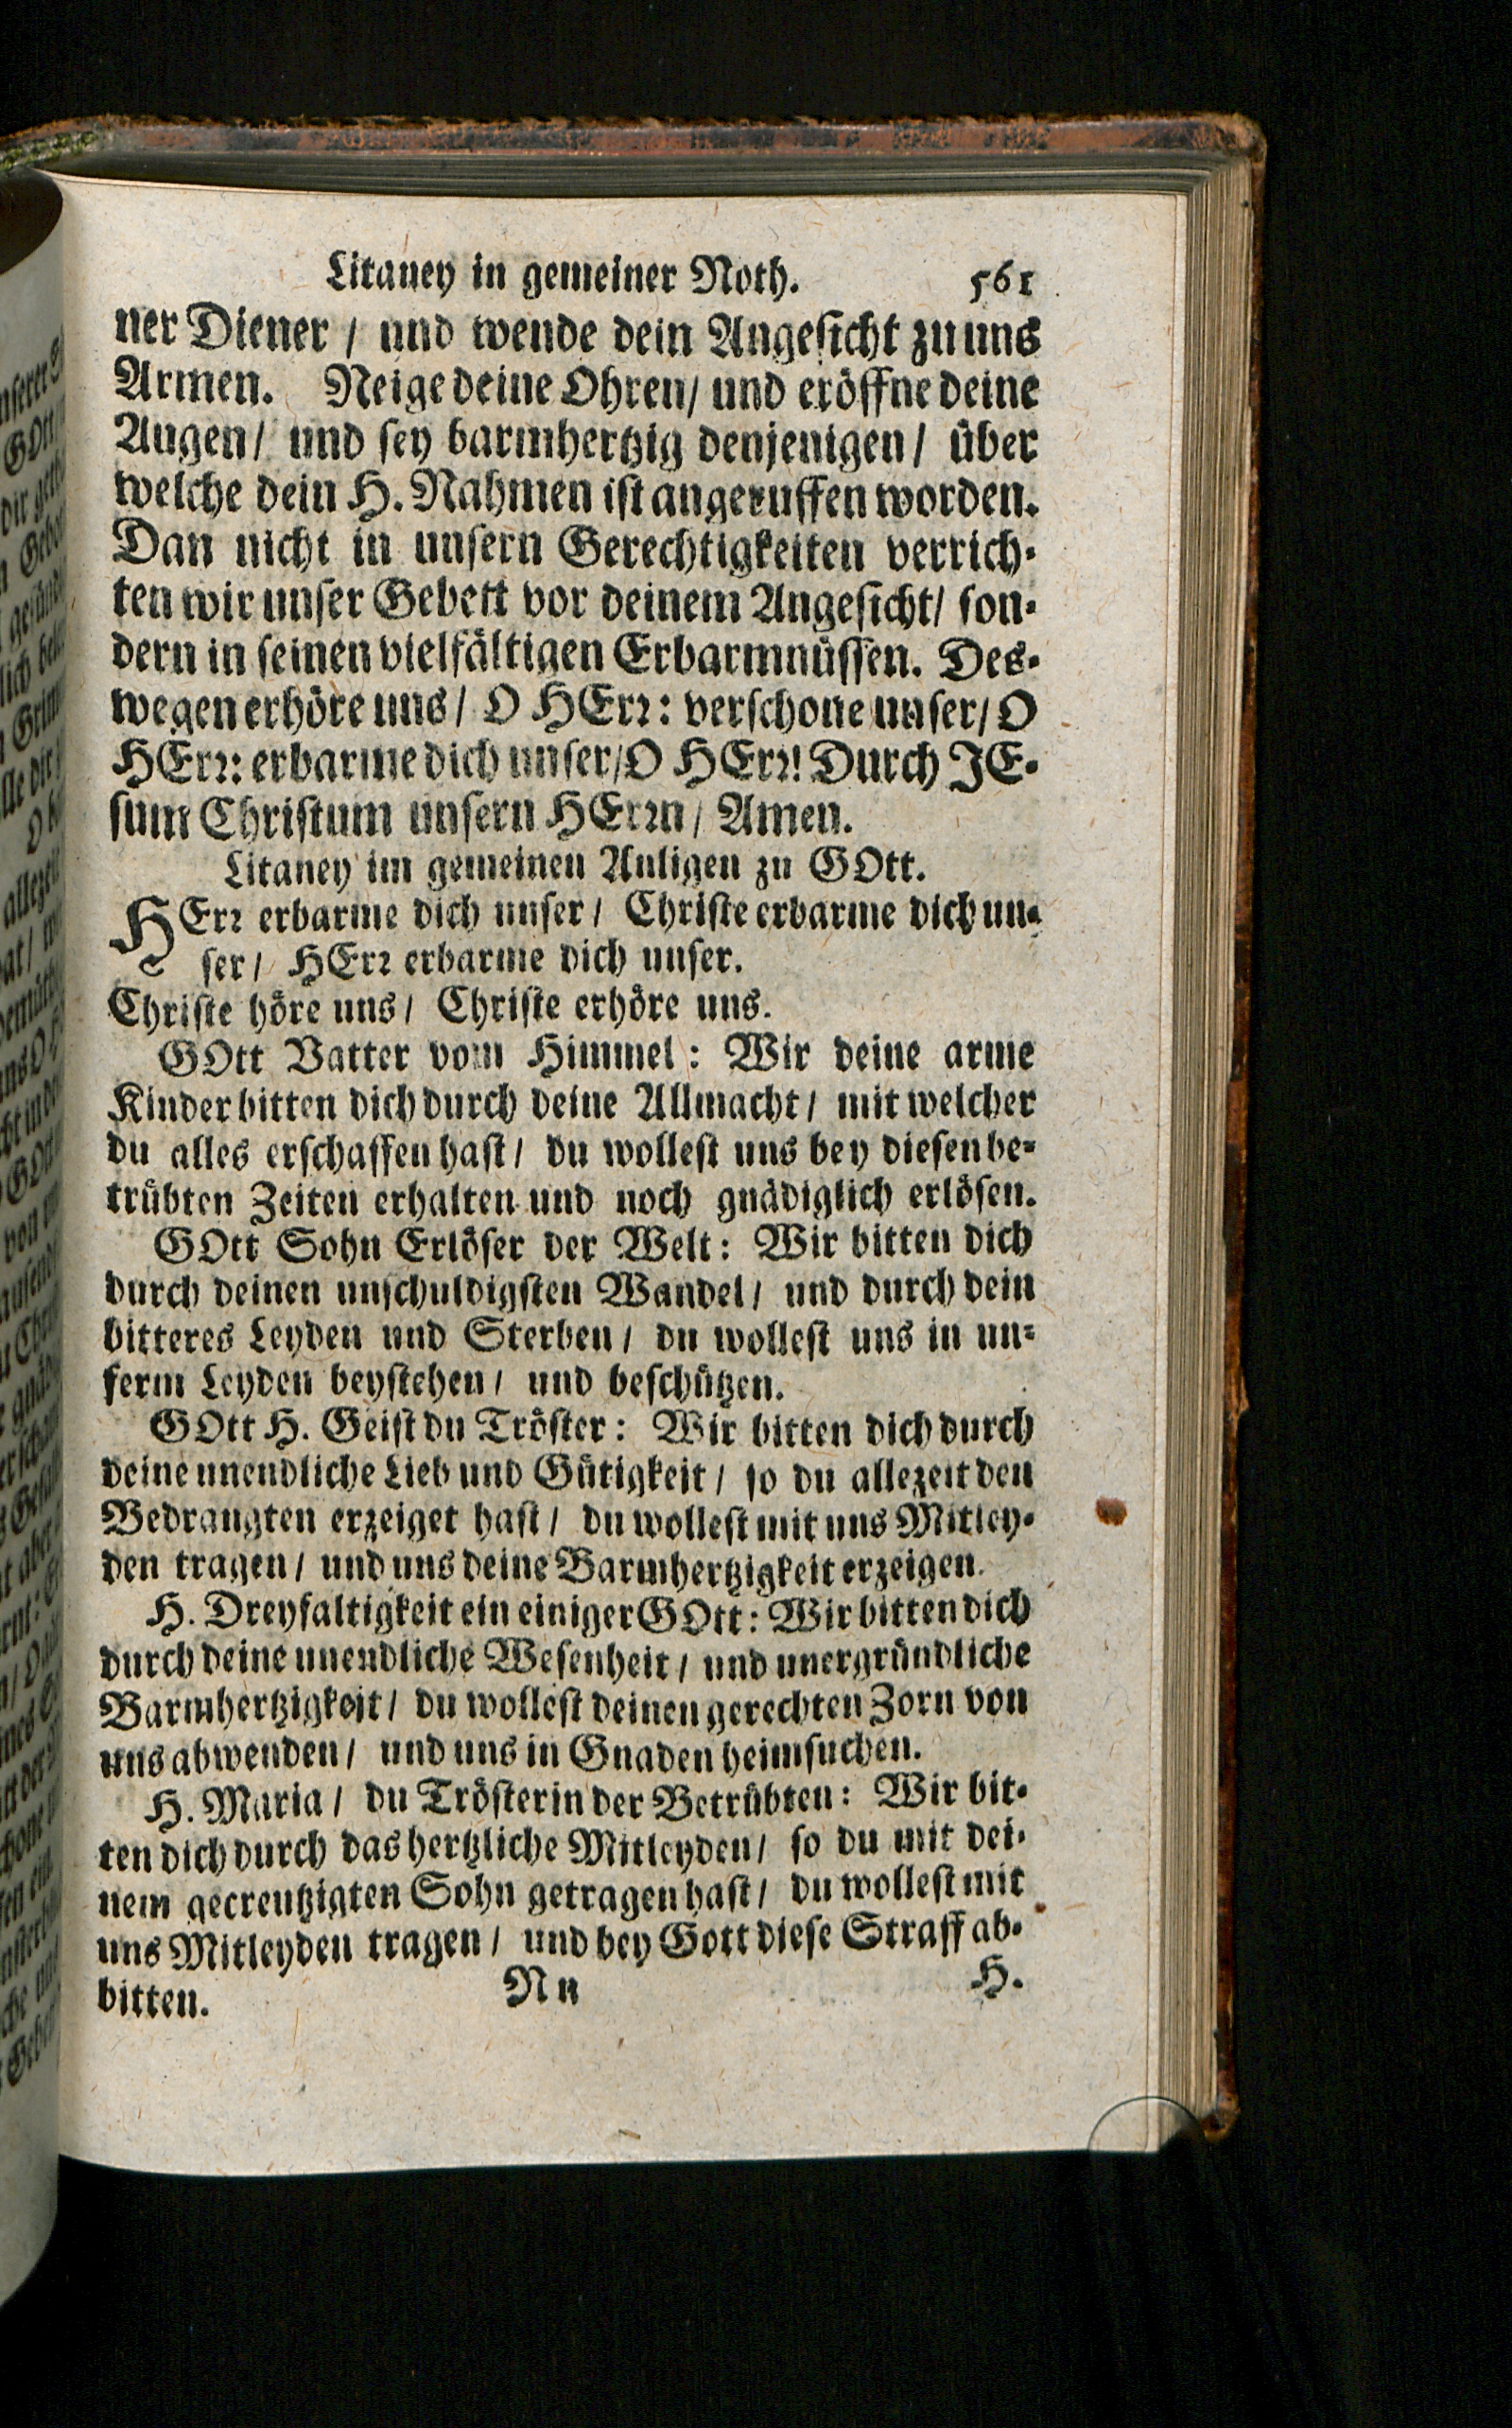 Litaney in gemeiner Noth. 561
ner Diener / und wende dein Angesicht zu uns
Armen. Neige deine Ohren / und eröffne deine
Augen / und sey barmhertzig denjenigen / über
welche dein H. Nahmen ist angeruffen worden.
Dan nicht in unsern Gerechtigkeiten verrich-
ten wir unser Gebett vor deinem Angesicht / son-
dern in seinen vielfältigen Erbarmnüssen. Des-
wegen erhöre uns / O HErr: verschone unser / O
HErr: erbarme dich unser / O HErr! Durch JE-
sum Christum unsern HErrn / Amen.
Litaney im gemeinen Anligen zu GOtt.
HErr erbarme dich unser / Christe erbarme dich un-
ser / HErr erbarme dich unser.
Christe höre uns / Christe erhöre uns.
GOtt Vatter vom Himmel: Wir deine arme
Kinder bitten dich durch deine Allmacht / mit welcher
du alles erschaffen hast / du wollest uns bey diesen be-
trübten Zeiten erhalten und noch gnädiglich erlösen.
GOtt Sohn Erlöser der Welt: Wir bitten dich
durch deinen unschuldigsten Wandel / und durch dein
bitteres Leyden und Sterben / du wollest uns in un-
serm Leyden beystehen / und beschützen.
GOtt H. Geist du Tröster: Wir bitten dich durch
deine unendliche Lieb und Gütigkeit / so du allezeit den
Bedrangten erzeiget hast / du wollest mit uns Mitley-
den tragen / und uns deine Barmhertzigkeit erzeigen.
H. Dreyfaltigkeit ein einiger GOtt: Wir bitten dich
durch deine unendliche Wesenheit / und unergründliche
Barmhertzigkeit / du wollest deinen gerechten Zorn von
uns abwenden / und uns in Gnaden heimsuchen.
H. Maria / du Trösterin der Betrübten: Wir bit-
ten dich durch das hertzliche Mitleyden / so du mit dei-
nem gecreutzigten Sohn getragen hast / du wollest mit
uns Mitleyden tragen / und bey Gott diese Straff ab-
bitten. Nn H.